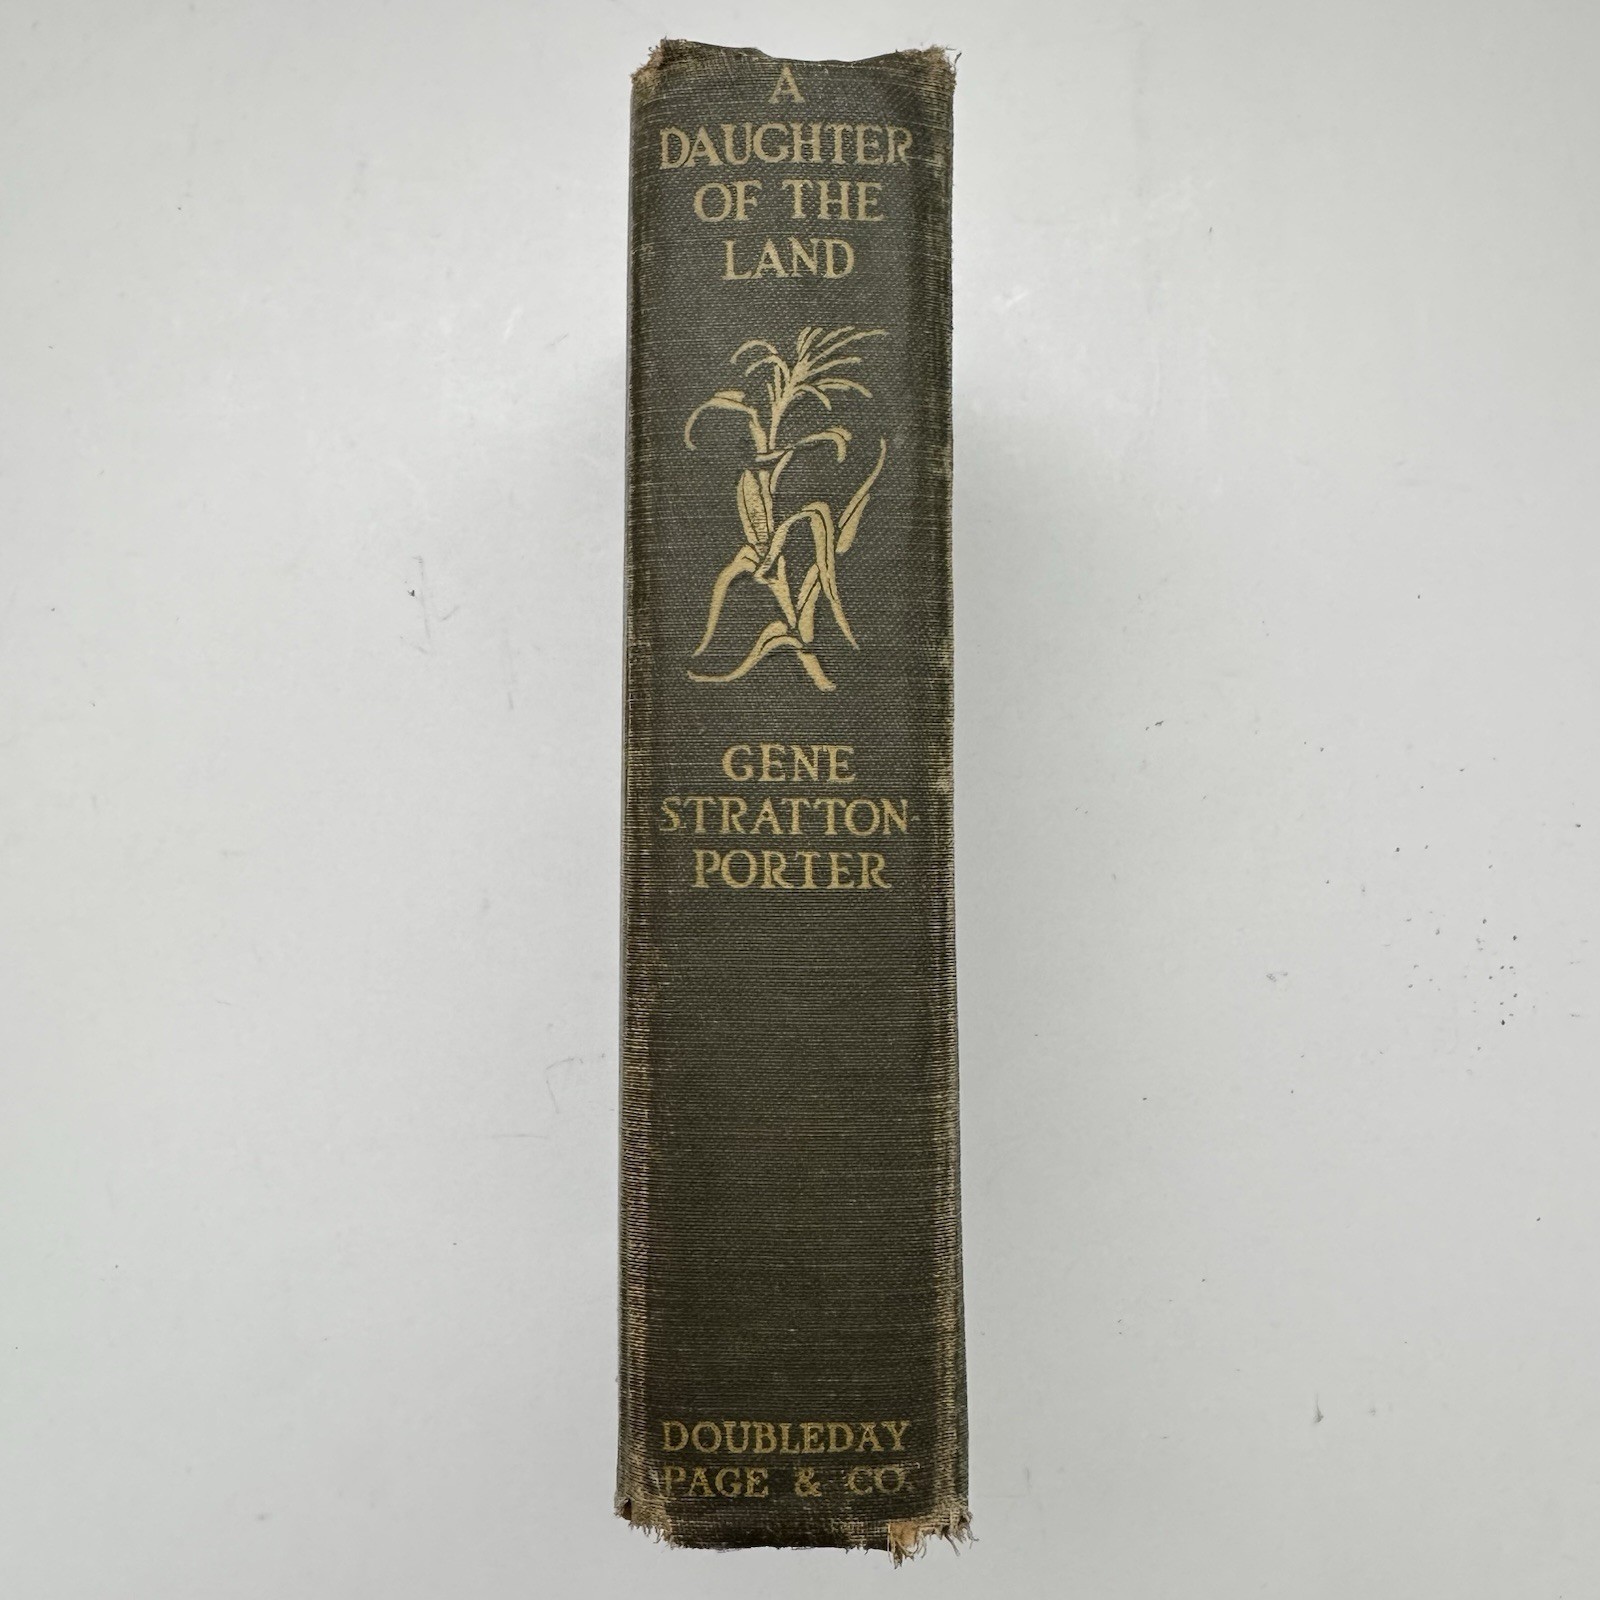 A
DAUGHTER
OF THE
LAND
GENE
STRATTON-
PORTER
DOUBLEDAY
PAGE & CO.